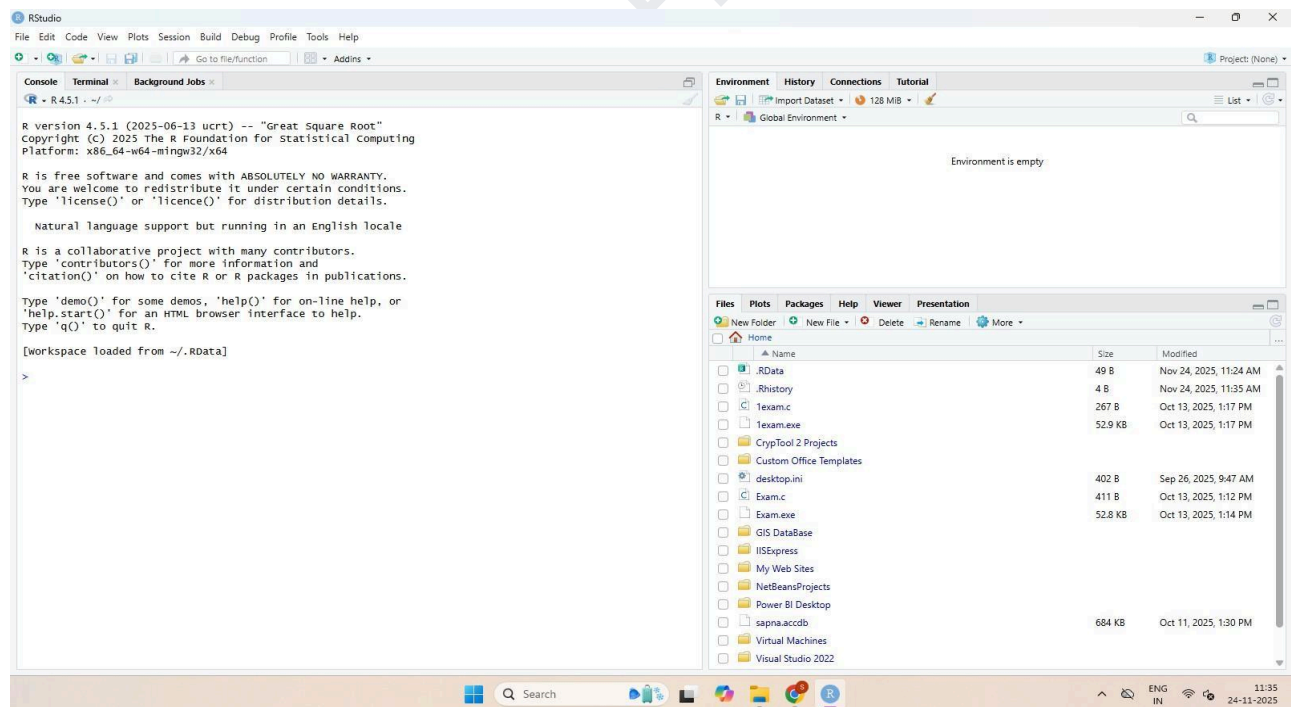 RStudio
File Edit Code View Plots Session Build Debug Profile Tools Help
Go to file/function Addins Project: (None)
Console Terminal Background Jobs
R 4.5.1 · ~/
R version 4.5.1 (2025-06-13 ucrt) -- "Great Square Root"
Copyright (C) 2025 The R Foundation for Statistical Computing
Platform: x86_64-w64-mingw32/x64
R is free software and comes with ABSOLUTELY NO WARRANTY.
You are welcome to redistribute it under certain conditions.
Type 'license()' or 'licence()' for distribution details.
Natural language support but running in an English locale
R is a collaborative project with many contributors.
Type 'contributors()' for more information and
'citation()' on how to cite R or R packages in publications.
Type 'demo()' for some demos, 'help()' for on-line help, or
'help.start()' for an HTML browser interface to help.
Type 'q()' to quit R.
[Workspace loaded from ~/.RData]
>
Environment History Connections Tutorial
Import Dataset 128 MiB List
R Global Environment
Environment is empty
Files Plots Packages Help Viewer Presentation
New Folder New File Delete Rename More
Home ...
Name Size Modified
.RData 49 B Nov 24, 2025, 11:24 AM
.Rhistory 4 B Nov 24, 2025, 11:35 AM
1exam.c 267 B Oct 13, 2025, 1:17 PM
1exam.exe 52.9 KB Oct 13, 2025, 1:17 PM
CrypTool 2 Projects
Custom Office Templates
desktop.ini 402 B Sep 26, 2025, 9:47 AM
Exam.c 411 B Oct 13, 2025, 1:12 PM
Exam.exe 52.8 KB Oct 13, 2025, 1:14 PM
GIS DataBase
IISExpress
My Web Sites
NetBeansProjects
Power BI Desktop
sapna.accdb 684 KB Oct 11, 2025, 1:30 PM
Virtual Machines
Visual Studio 2022
Search ENG 11:35
IN 24-11-2025